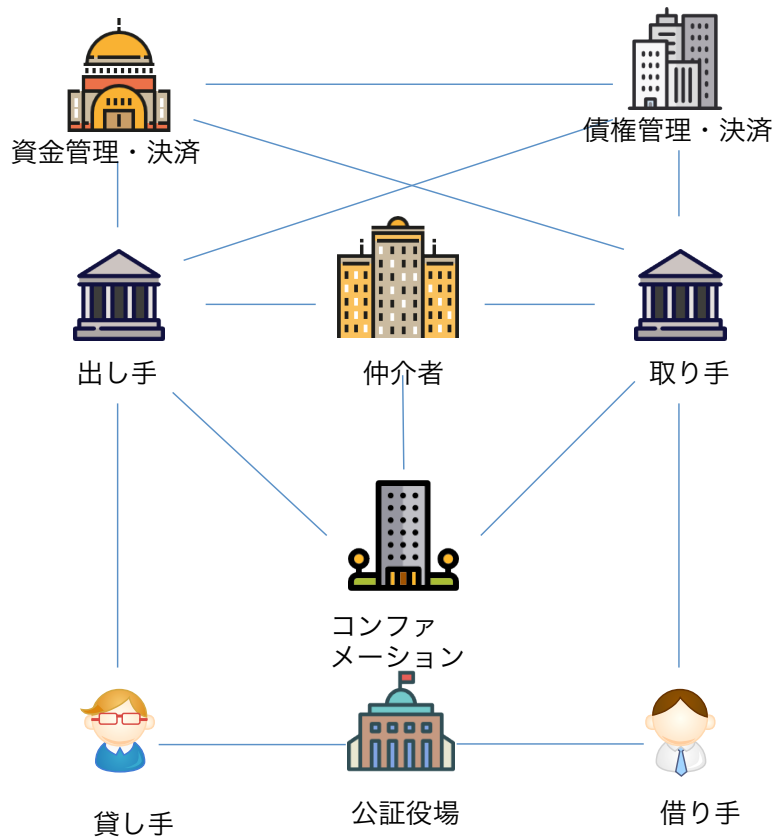 資金管理・決済
債権管理・決済
出し手
仲介者
取り手
コンファ
メーション
貸し手
公証役場
借り手